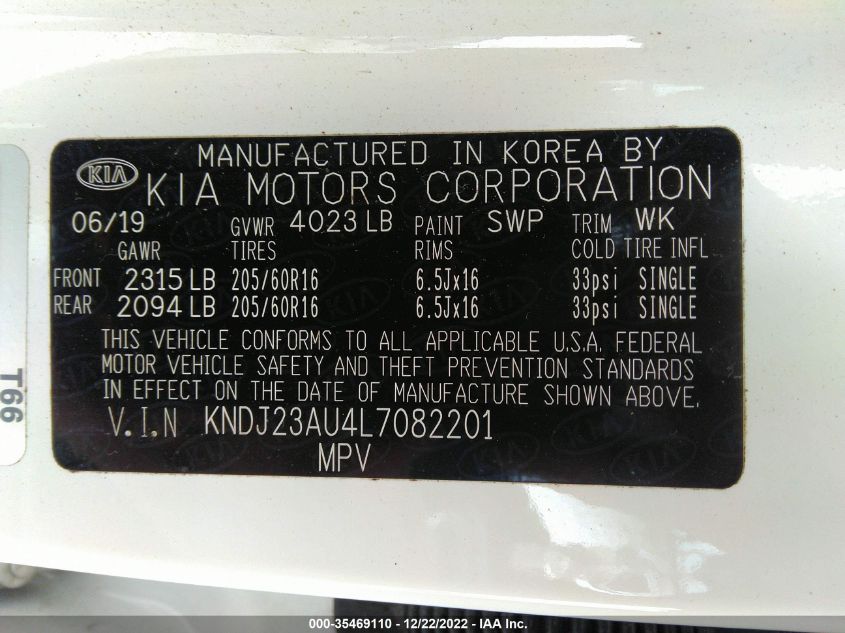 MANUFACTURED IN KOREA BY
KIA KIA MOTORS CORPORATION
06/19 GVWR 4023 LB PAINT SWP TRIM WK
GAWR TIRES RIMS COLD TIRE INFL
FRONT 2315 LB 205/60R16 6.5Jx16 33psi SINGLE
REAR 2094 LB 205/60R16 6.5Jx16 33psi SINGLE
THIS VEHICLE CONFORMS TO ALL APPLICABLE U.S.A. FEDERAL
MOTOR VEHICLE SAFETY AND THEFT PREVENTION STANDARDS
IN EFFECT ON THE DATE OF MANUFACTURE SHOWN ABOVE.
V.I.N KNDJ23AU4L7082201
MPV
T66
000-35469110 - 12/22/2022 - Copyright IAA, Inc.